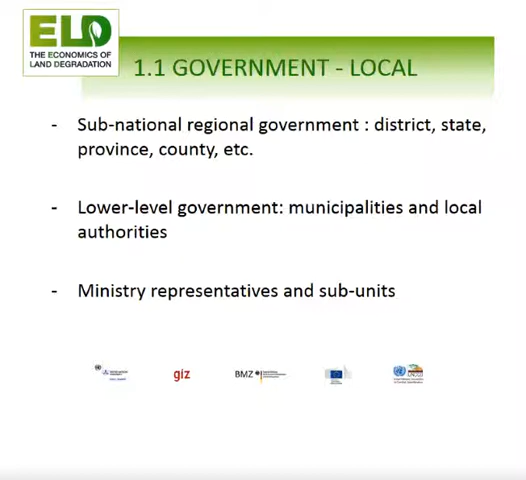 ELD
THE ECONOMICS OF
LAND DEGRADATION
1.1 GOVERNMENT - LOCAL
- Sub-national regional government : district, state,
province, county, etc.
- Lower-level government: municipalities and local
authorities
- Ministry representatives and sub-units
giz
BMZ